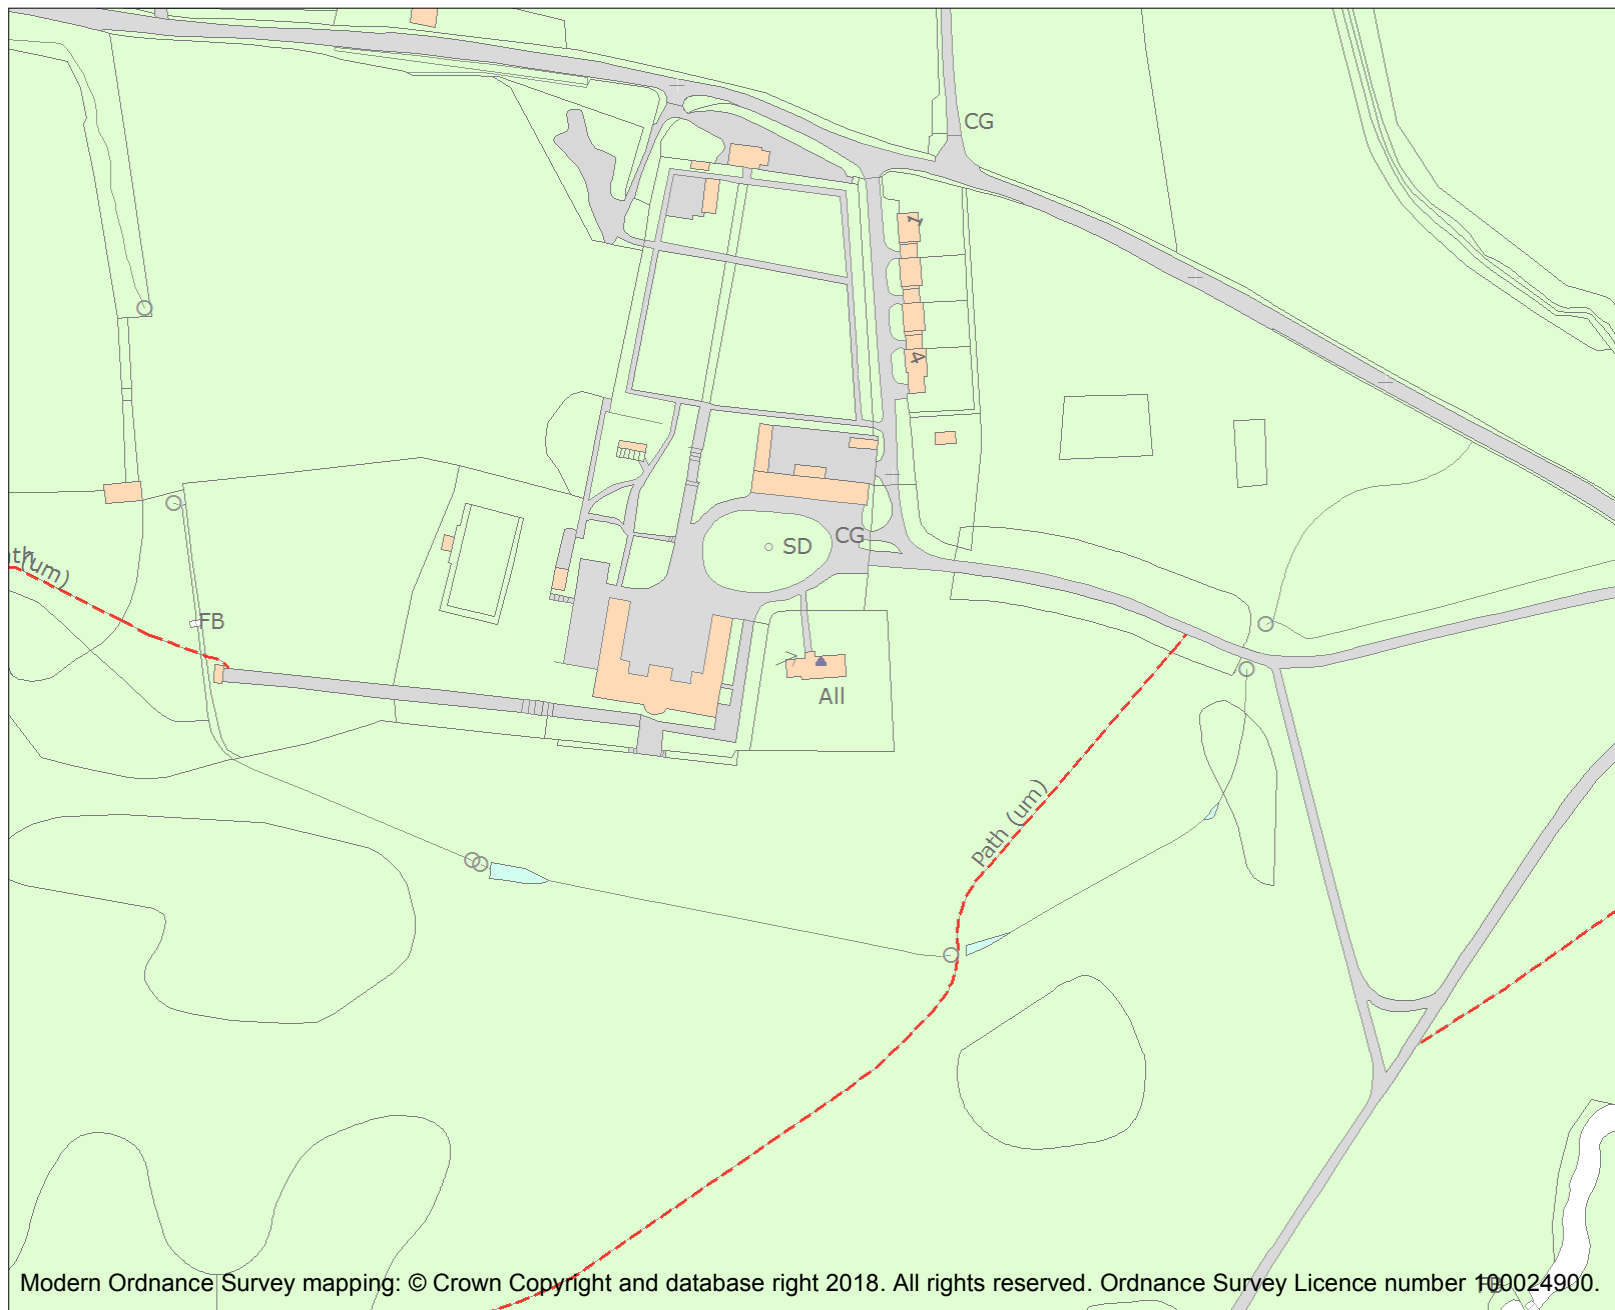 CG
1
4
CG
SD
th(um)
FB
All
Path (um)
FB
Modern Ordnance Survey mapping: © Crown Copyright and database right 2018. All rights reserved. Ordnance Survey Licence number 100024900.